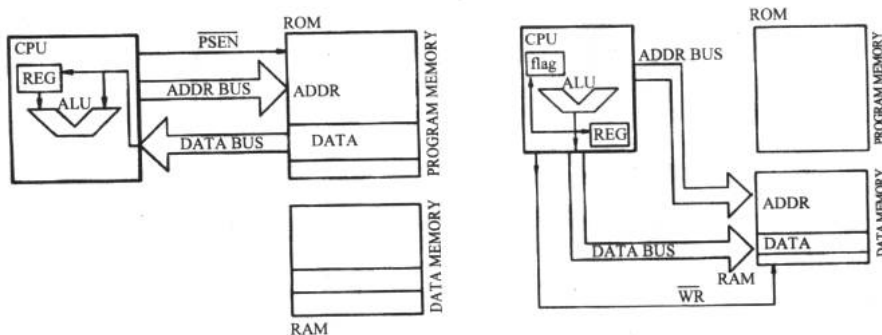 ROM
CPU
PSEN
REG
ALU
ADDR BUS
ADDR
DATA BUS
DATA
PROGRAM MEMORY
DATA MEMORY
RAM
ROM
CPU
flag
ADDR BUS
ALU
REG
PROGRAM MEMORY
ADDR
DATA
DATA BUS
RAM
DATA MEMORY
WR